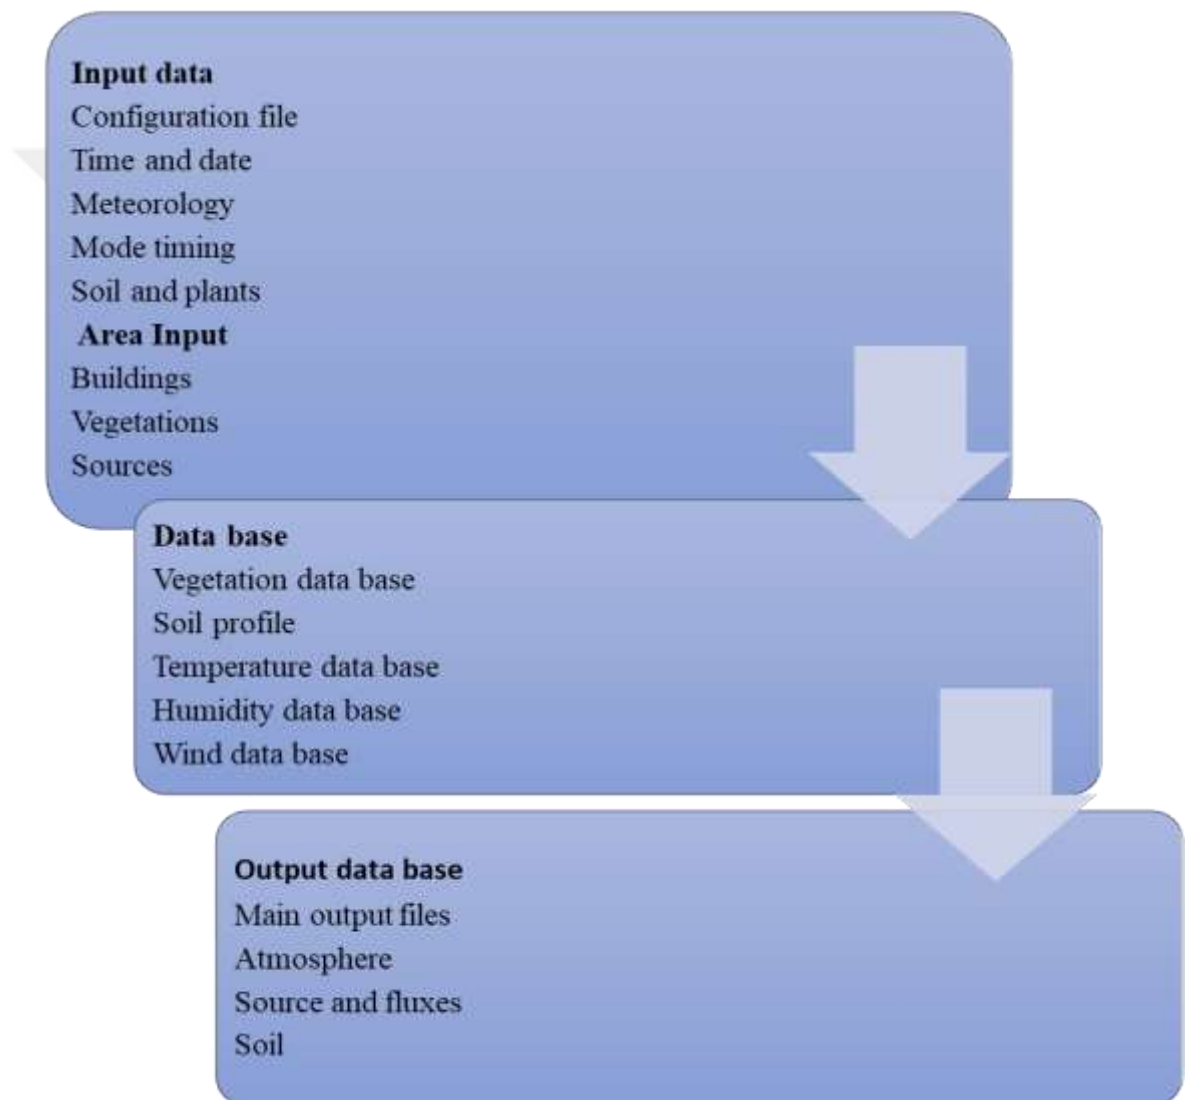 Input data
Configuration file
Time and date
Meteorology
Mode timing
Soil and plants
Area Input
Buildings
Vegetations
Sources
Data base
Vegetation data base
Soil profile
Temperature data base
Humidity data base
Wind data base
Output data base
Main output files
Atmosphere
Source and fluxes
Soil